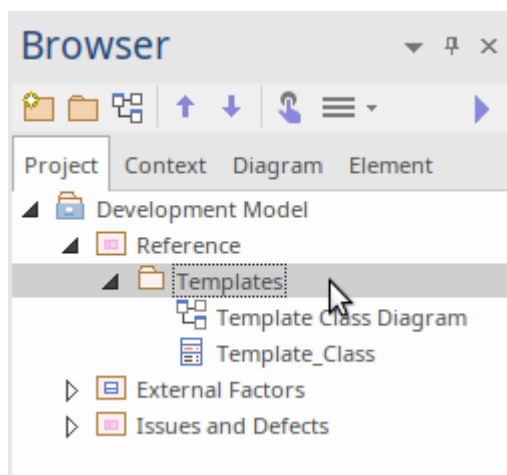 Browser
Project Context Diagram Element
Development Model
Reference
Templates
Template Class Diagram
Template_Class
External Factors
Issues and Defects